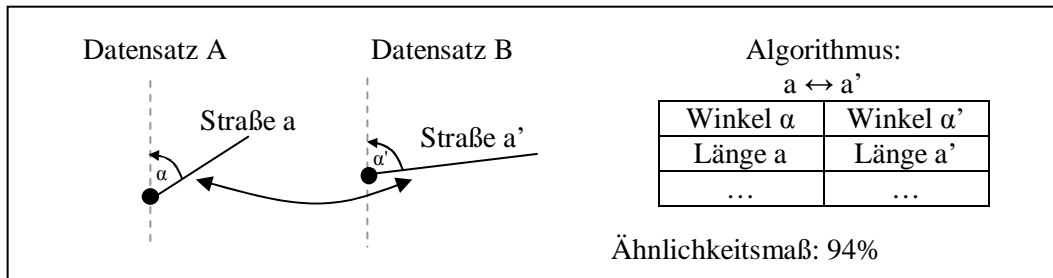 Datensatz A
Datensatz B
Straße a
Straße a’
α
α'
Algorithmus:
a ↔ a’
Winkel α Winkel α’
Länge a Länge a’
… …
Ähnlichkeitsmaß: 94%